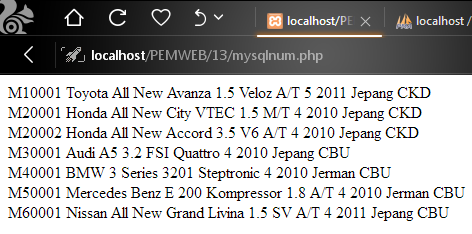 localhost/PE
localhost/
localhost/PEMWEB/13/mysqlnum.php
M10001 Toyota All New Avanza 1.5 Veloz A/T 5 2011 Jepang CKD
M20001 Honda All New City VTEC 1.5 M/T 4 2010 Jepang CKD
M20002 Honda All New Accord 3.5 V6 A/T 4 2010 Jepang CKD
M30001 Audi A5 3.2 FSI Quattro 4 2010 Jepang CBU
M40001 BMW 3 Series 3201 Steptronic 4 2010 Jerman CBU
M50001 Mercedes Benz E 200 Kompressor 1.8 A/T 4 2010 Jerman CBU
M60001 Nissan All New Grand Livina 1.5 SV A/T 4 2011 Jepang CBU